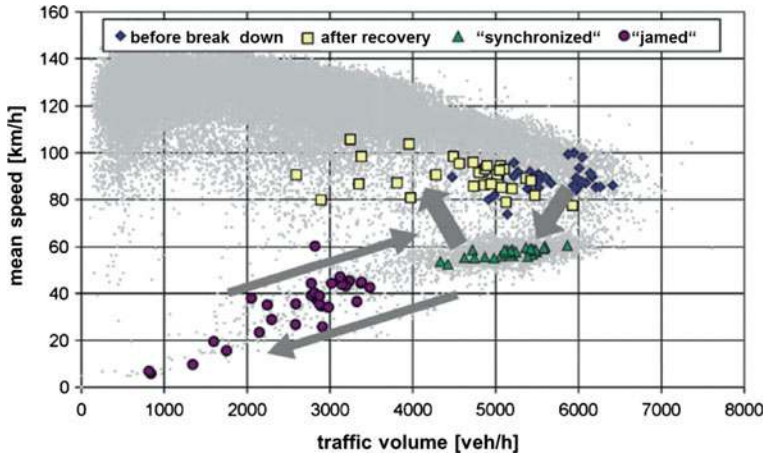 160
before break down after recovery "synchronized“ "jamed“
140
120
100
80
60
40
20
0
0 1000 2000 3000 4000 5000 6000 7000 8000
mean speed [km/h]
traffic volume [veh/h]